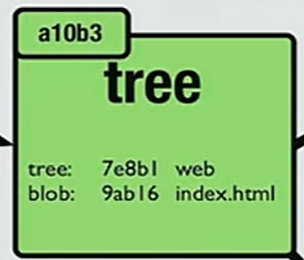 a10b3
tree
tree: 7e8b1 web
blob: 9ab16 index.html